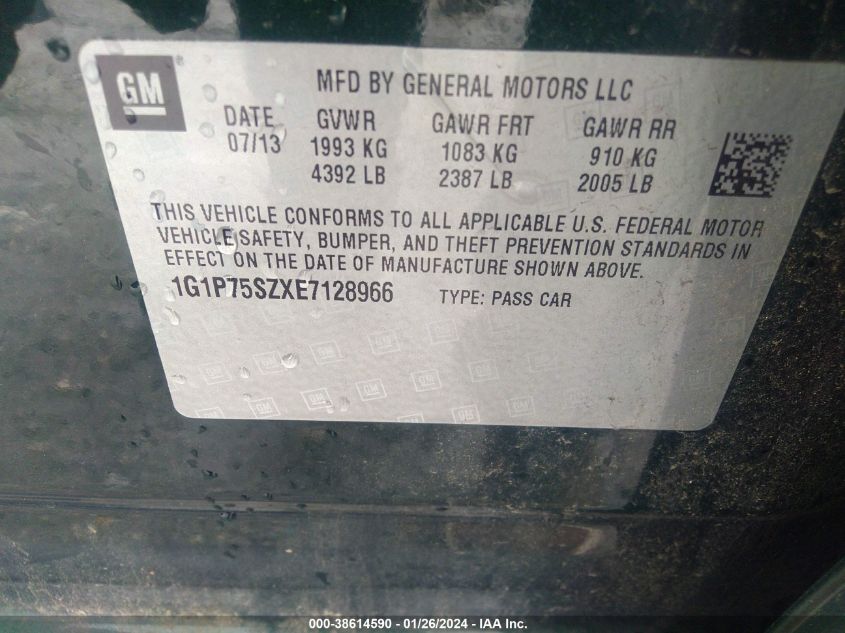 GM
MFD BY GENERAL MOTORS LLC
DATE GVWR GAWR FRT GAWR RR
07/13 1993 KG 1083 KG 910 KG
4392 LB 2387 LB 2005 LB
THIS VEHICLE CONFORMS TO ALL APPLICABLE U.S. FEDERAL MOTOR
VEHICLE SAFETY, BUMPER, AND THEFT PREVENTION STANDARDS IN
EFFECT ON THE DATE OF MANUFACTURE SHOWN ABOVE.
1G1P75SZXE7128966 TYPE: PASS CAR
000-38614590 - 01/26/2024 - IAA Inc.